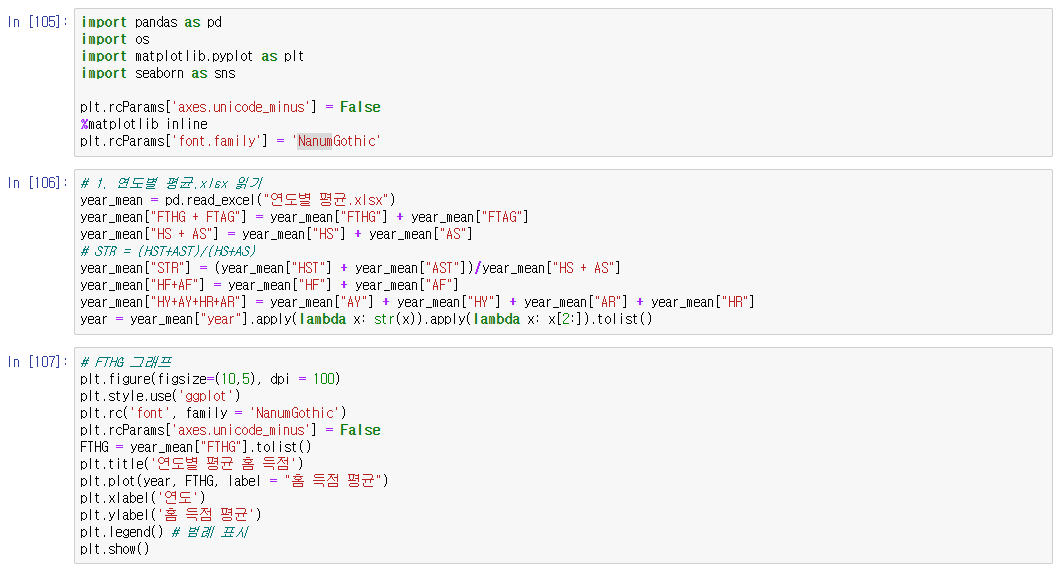 In [105]:
import pandas as pd
import os
import matplotlib.pyplot as plt
import seaborn as sns
plt.rcParams['axes.unicode_minus'] = False
%matplotlib inline
plt.rcParams['font.family'] = 'NanumGothic'
In [106]:
# 1. 연도별 평균.xlsx 읽기
year_mean = pd.read_excel("연도별 평균.xlsx")
year_mean["FTHG + FTAG"] = year_mean["FTHG"] + year_mean["FTAG"]
year_mean["HS + AS"] = year_mean["HS"] + year_mean["AS"]
# STR = (HST+AST)/(HS+AS)
year_mean["STR"] = (year_mean["HST"] + year_mean["AST"])/year_mean["HS + AS"]
year_mean["HF+AF"] = year_mean["HF"] + year_mean["AF"]
year_mean["HY+AY+HR+AR"] = year_mean["AY"] + year_mean["HY"] + year_mean["AR"] + year_mean["HR"]
year = year_mean["year"].apply(lambda x: str(x)).apply(lambda x: x[2:]).tolist()
In [107]:
# FTHG 그래프
plt.figure(figsize=(10,5), dpi = 100)
plt.style.use('ggplot')
plt.rc('font', family = 'NanumGothic')
plt.rcParams['axes.unicode_minus'] = False
FTHG = year_mean["FTHG"].tolist()
plt.title('연도별 평균 홈 득점')
plt.plot(year, FTHG, label = "홈 득점 평균")
plt.xlabel('연도')
plt.ylabel('홈 득점 평균')
plt.legend() # 범례 표시
plt.show()